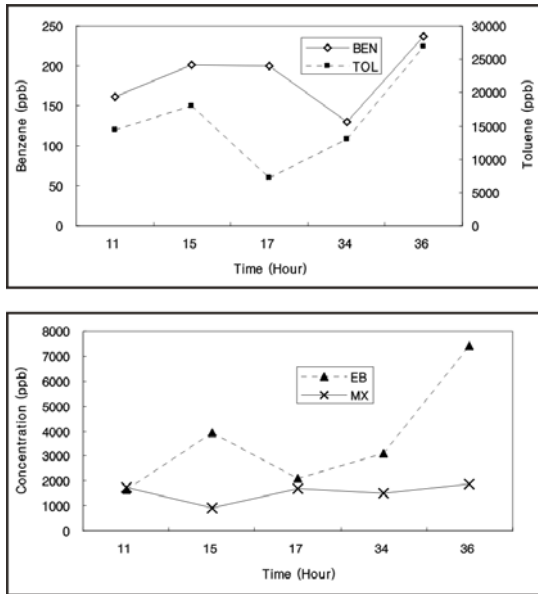 250
200
150
100
50
0
Benzene (ppb)
BEN
TOL
30000
25000
20000
15000
10000
5000
0
Toluene (ppb)
11 15 17 34 36
Time (Hour)
8000
7000
6000
5000
4000
3000
2000
1000
0
Concentration (ppb)
EB
MX
11 15 17 34 36
Time (Hour)